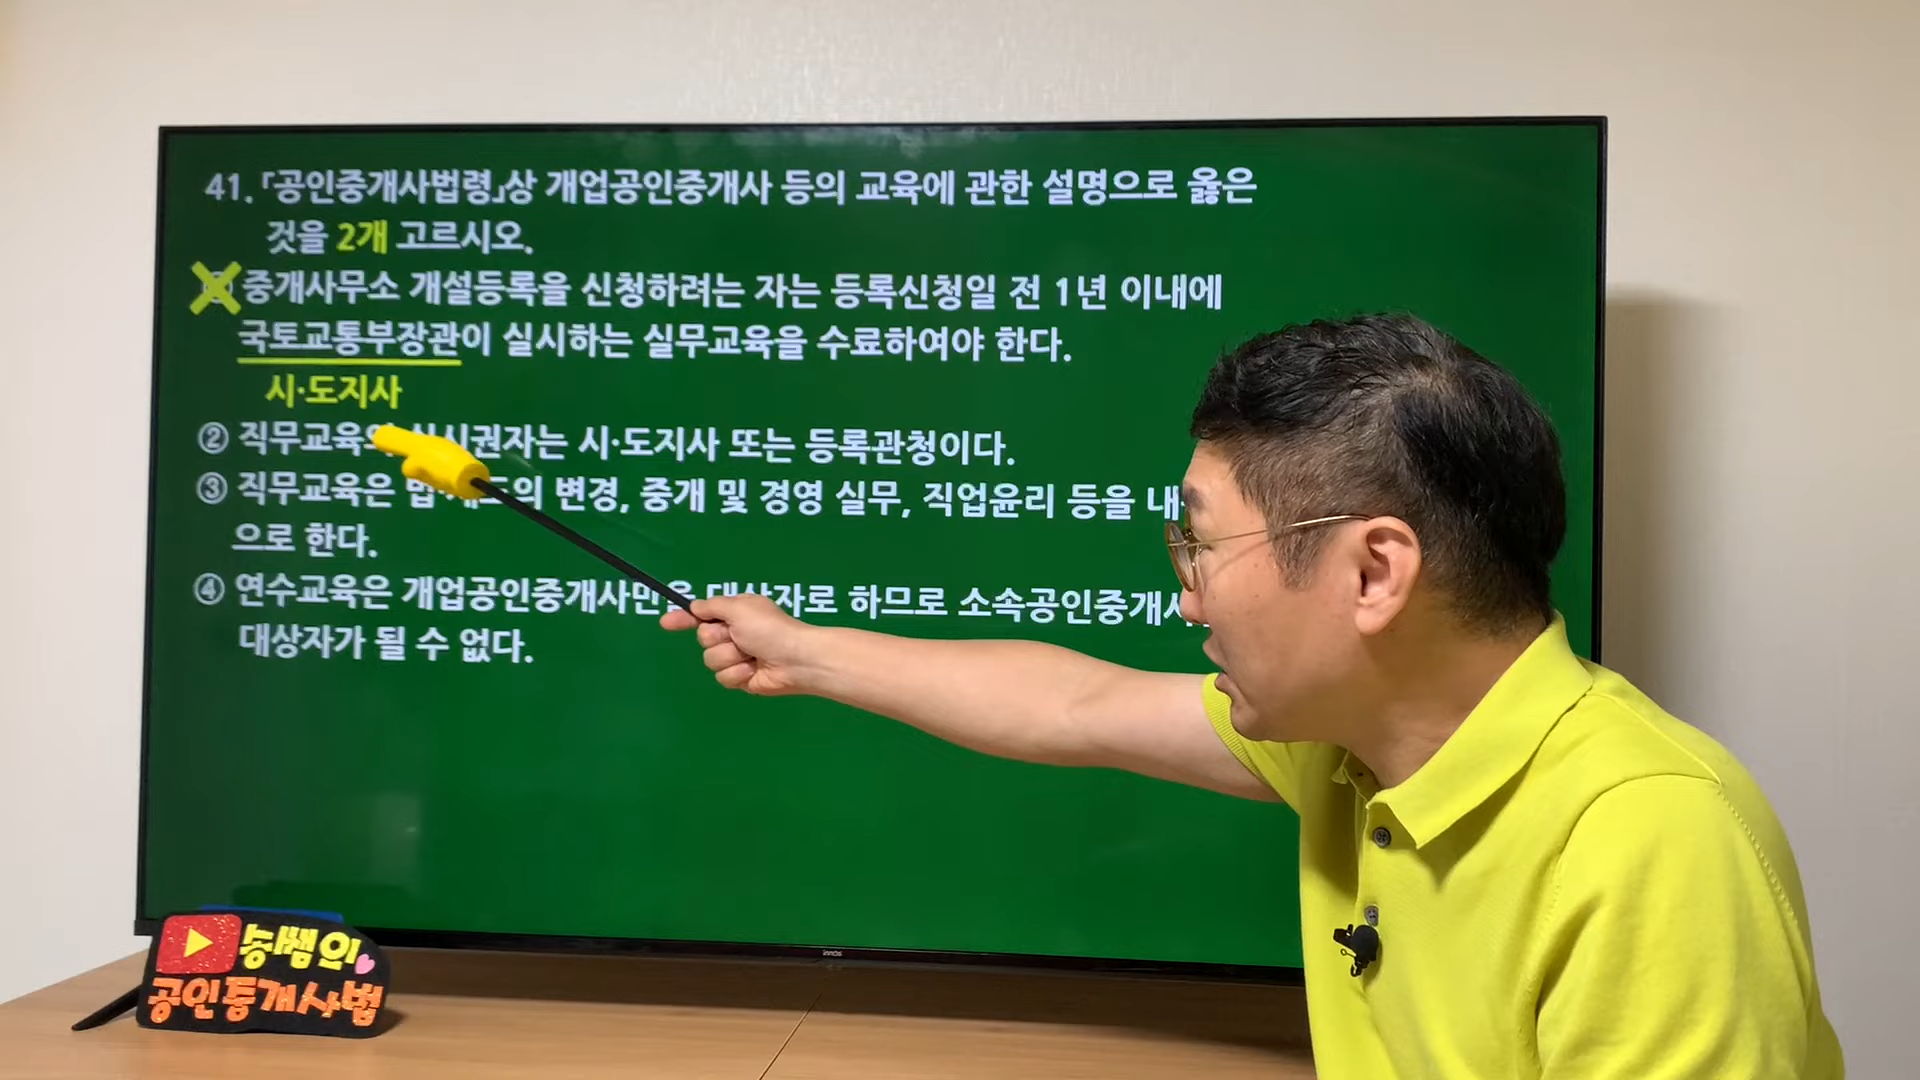 41. 「공인중개사법령」상 개업공인중개사 등의 교육에 관한 설명으로 옳은
것을 2개 고르시오.
중개사무소 개설등록을 신청하려는 자는 등록신청일 전 1년 이내에
국토교통부장관이 실시하는 실무교육을 수료하여야 한다.
시·도지사
② 직무교육의 실시권자는 시·도지사 또는 등록관청이다.
③ 직무교육은 변경, 중개 및 경영 실무, 직업윤리 등을
으로 한다.
④ 연수교육은 개업공인중개사만을 대상자로 하므로 소속공인중개사
대상자가 될 수 없다.
송쌤의
공인중개사법
innos